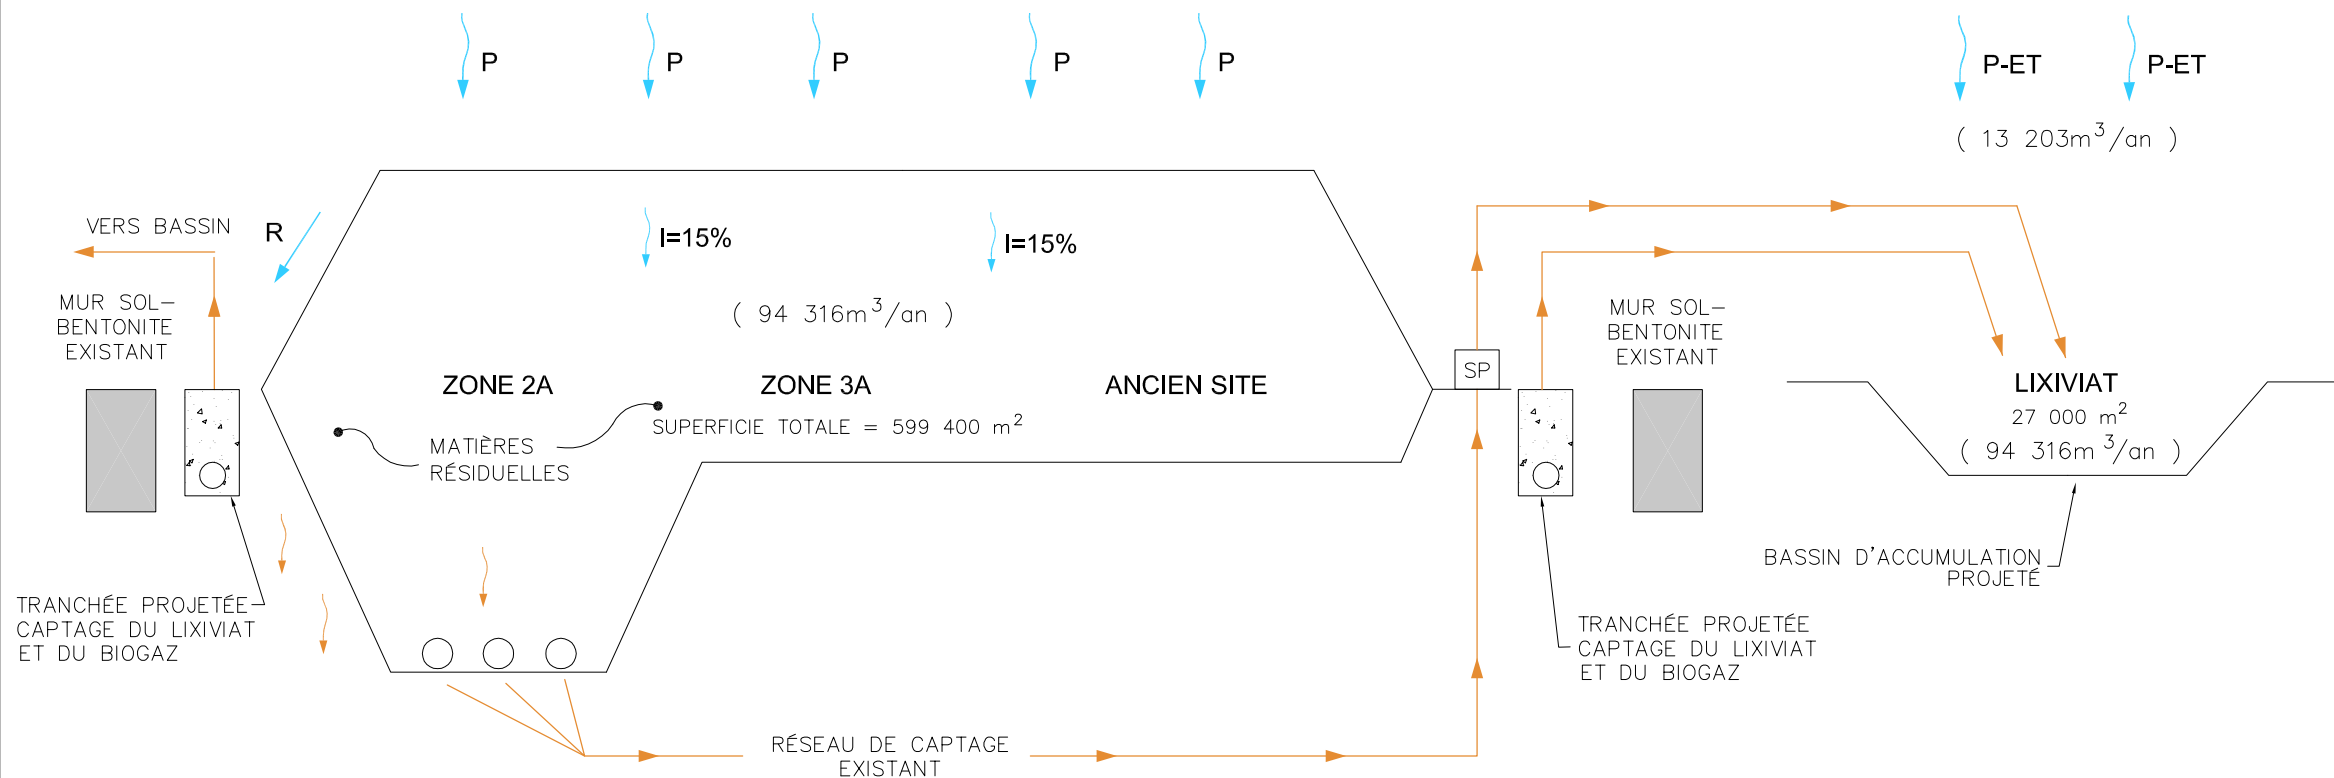 P
P
P
P
P
P-ET
P-ET
( 13 203m³/an )
VERS BASSIN
R
I=15%
I=15%
MUR SOL-
BENTONITE
EXISTANT
( 94 316m³/an )
MUR SOL-
BENTONITE
EXISTANT
ZONE 2A
ZONE 3A
ANCIEN SITE
SP
LIXIVIAT
27 000 m²
( 94 316m³/an )
SUPERFICIE TOTALE = 599 400 m²
MATIÈRES
RÉSIDUELLES
BASSIN D'ACCUMULATION
PROJETÉ
TRANCHÉE PROJETÉE
CAPTAGE DU LIXIVIAT
ET DU BIOGAZ
TRANCHÉE PROJETÉE
CAPTAGE DU LIXIVIAT
ET DU BIOGAZ
RÉSEAU DE CAPTAGE
EXISTANT